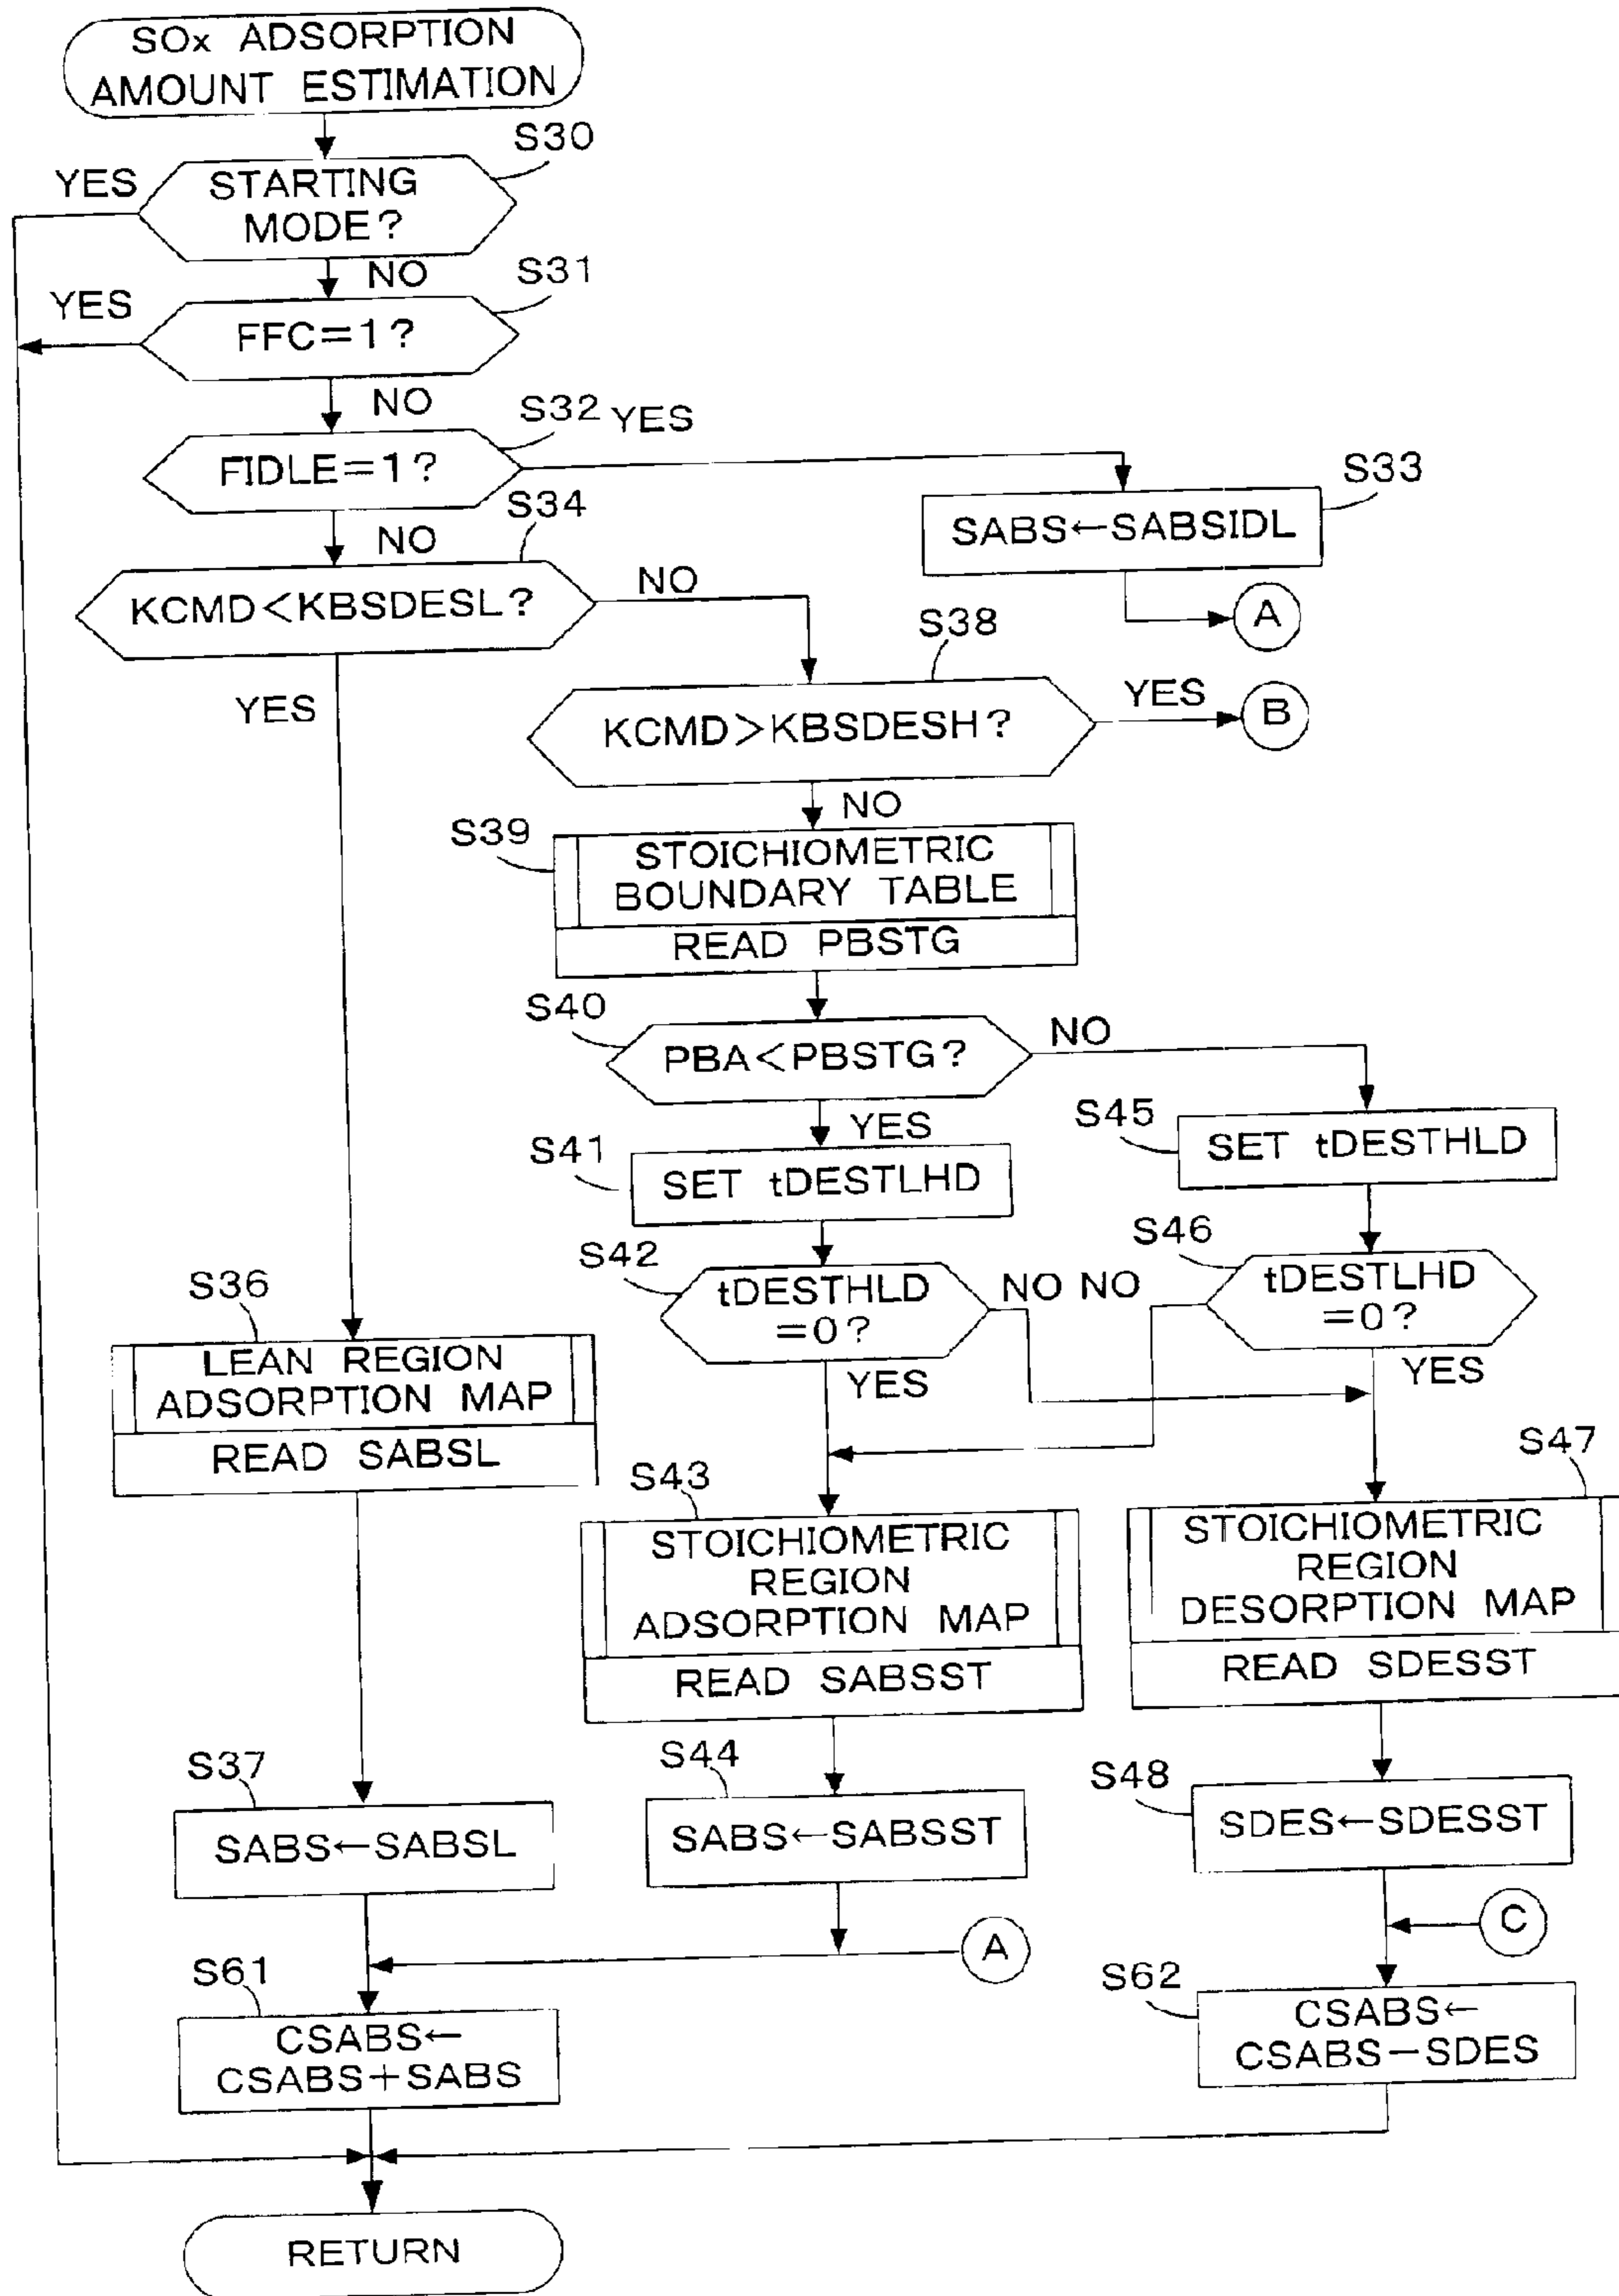 SOx ADSORPTION
AMOUNT ESTIMATION
S30
YES
STARTING
MODE?
NO
S31
YES
FFC=1?
NO
S32
YES
FIDLE=1?
S33
SABS←SABSIDL
A
NO
S34
KCMD<KBSDESL?
NO
YES
S38
KCMD>KBSDESH?
YES
B
NO
S39
STOICHIOMETRIC
BOUNDARY TABLE
READ PBSTG
S40
PBA<PBSTG?
NO
YES
S41
SET tDESTLHD
S45
SET tDESTHLD
S42
tDESTHLD
=0?
NO
YES
NO
S46
tDESTLHD
=0?
YES
S36
LEAN REGION
ADSORPTION MAP
READ SABSL
S43
STOICHIOMETRIC
REGION
ADSORPTION MAP
READ SABSST
S47
STOICHIOMETRIC
REGION
DESORPTION MAP
READ SDESST
S37
SABS←SABSL
S44
SABS←SABSST
S48
SDES←SDESST
A
C
S61
CSABS←
CSABS+SABS
S62
CSABS←
CSABS−SDES
RETURN